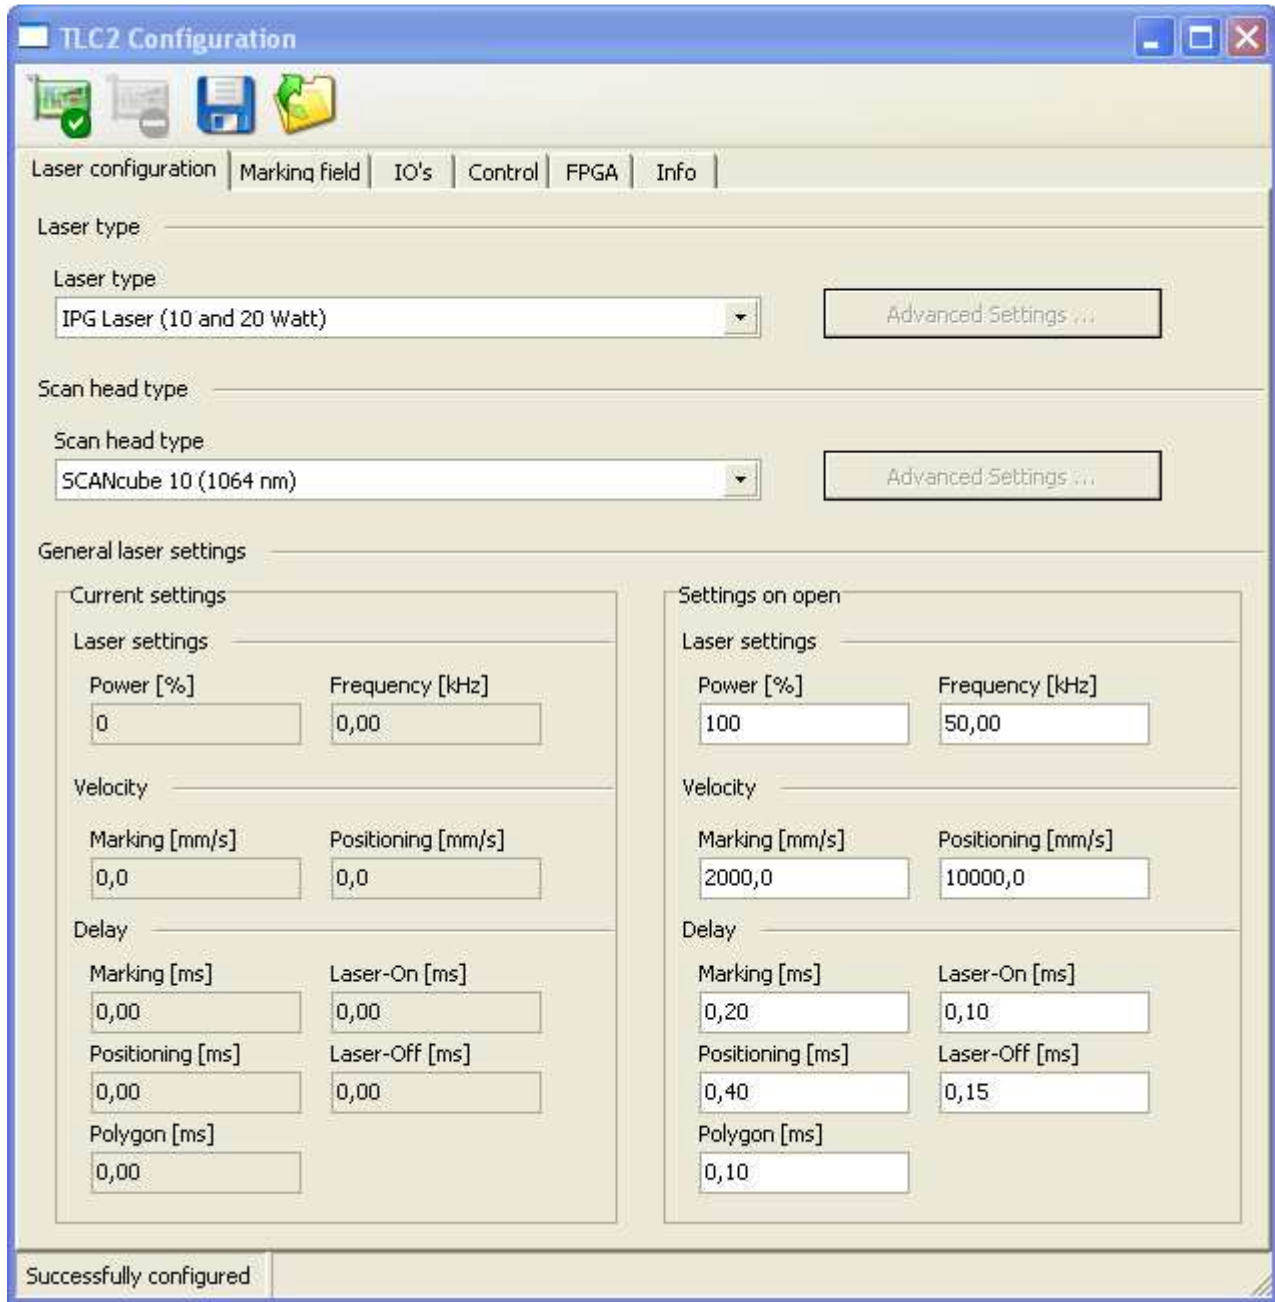 TLC2 Configuration
Laser configuration Marking field IO's Control FPGA Info
Laser type
Laser type
IPG Laser (10 and 20 Watt) Advanced Settings ...
Scan head type
Scan head type
SCANcube 10 (1064 nm) Advanced Settings ...
General laser settings
Current settings
Laser settings
Power [%] Frequency [kHz]
0 0,00
Velocity
Marking [mm/s] Positioning [mm/s]
0,0 0,0
Delay
Marking [ms] Laser-On [ms]
0,00 0,00
Positioning [ms] Laser-Off [ms]
0,00 0,00
Polygon [ms]
0,00
Settings on open
Laser settings
Power [%] Frequency [kHz]
100 50,00
Velocity
Marking [mm/s] Positioning [mm/s]
2000,0 10000,0
Delay
Marking [ms] Laser-On [ms]
0,20 0,10
Positioning [ms] Laser-Off [ms]
0,40 0,15
Polygon [ms]
0,10
Successfully configured